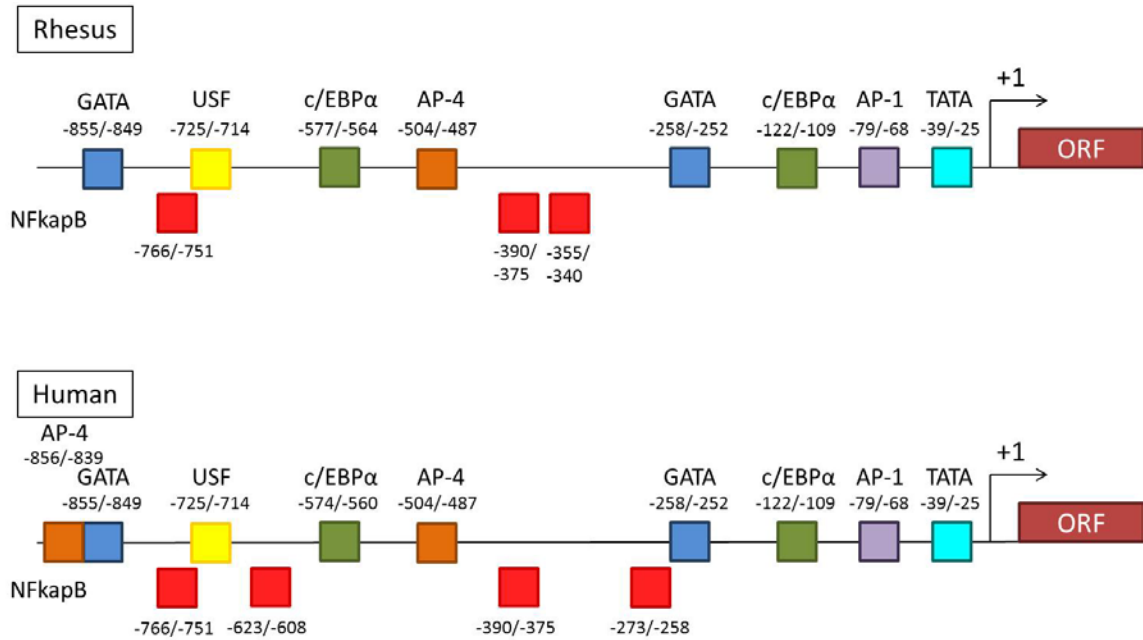 Rhesus
GATA USF c/EBPα AP-4 GATA c/EBPα AP-1 TATA +1
-855/-849 -725/-714 -577/-564 -504/-487 -258/-252 -122/-109 -79/-68 -39/-25
ORF
NFkapB
-766/-751 -390/ -355/
-375 -340
Human
AP-4
-856/-839
GATA USF c/EBPα AP-4 GATA c/EBPα AP-1 TATA +1
-855/-849 -725/-714 -574/-560 -504/-487 -258/-252 -122/-109 -79/-68 -39/-25
ORF
NFkapB
-766/-751 -623/-608 -390/-375 -273/-258